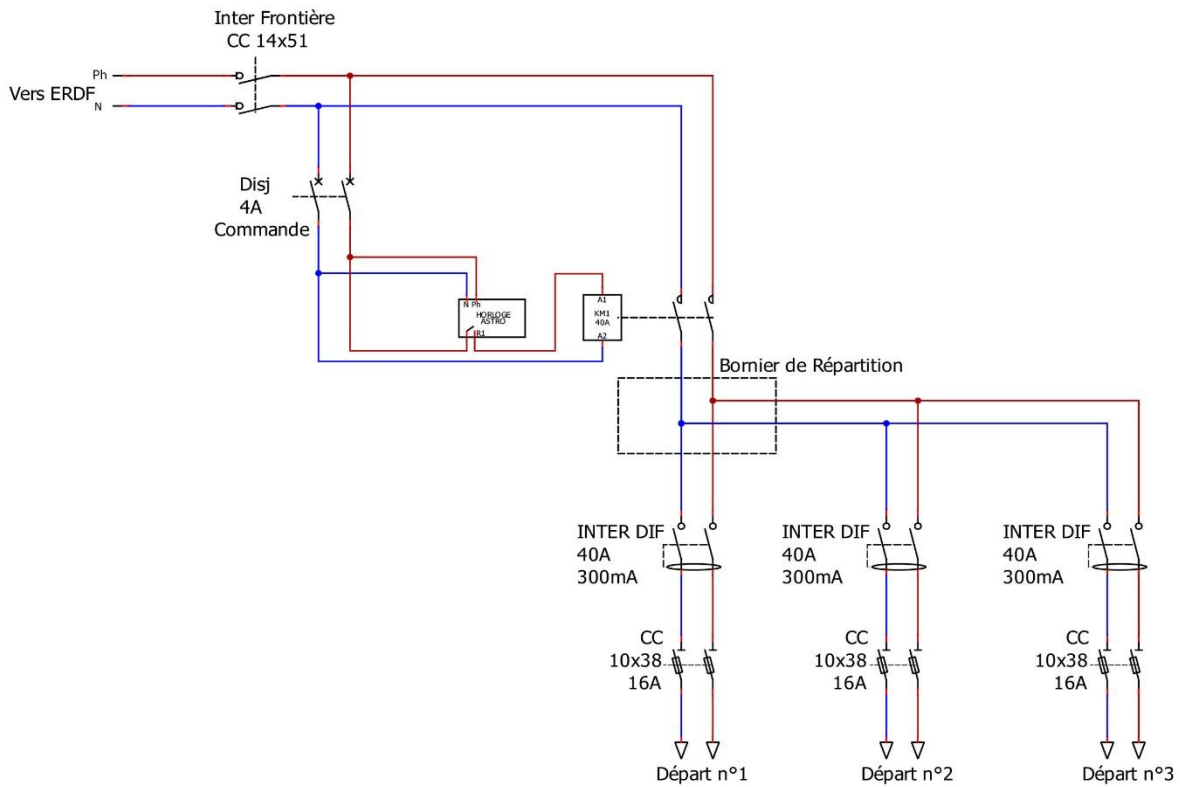 Inter Frontière
CC 14x51
Ph
Vers ERDF
N
Disj
4A
Commande
N Ph
HORLOGE
ASTRO
R1
A1
KM1
40A
A2
Bornier de Répartition
INTER DIF
40A
300mA
INTER DIF
40A
300mA
INTER DIF
40A
300mA
CC
10x38
16A
CC
10x38
16A
CC
10x38
16A
Départ n°1
Départ n°2
Départ n°3